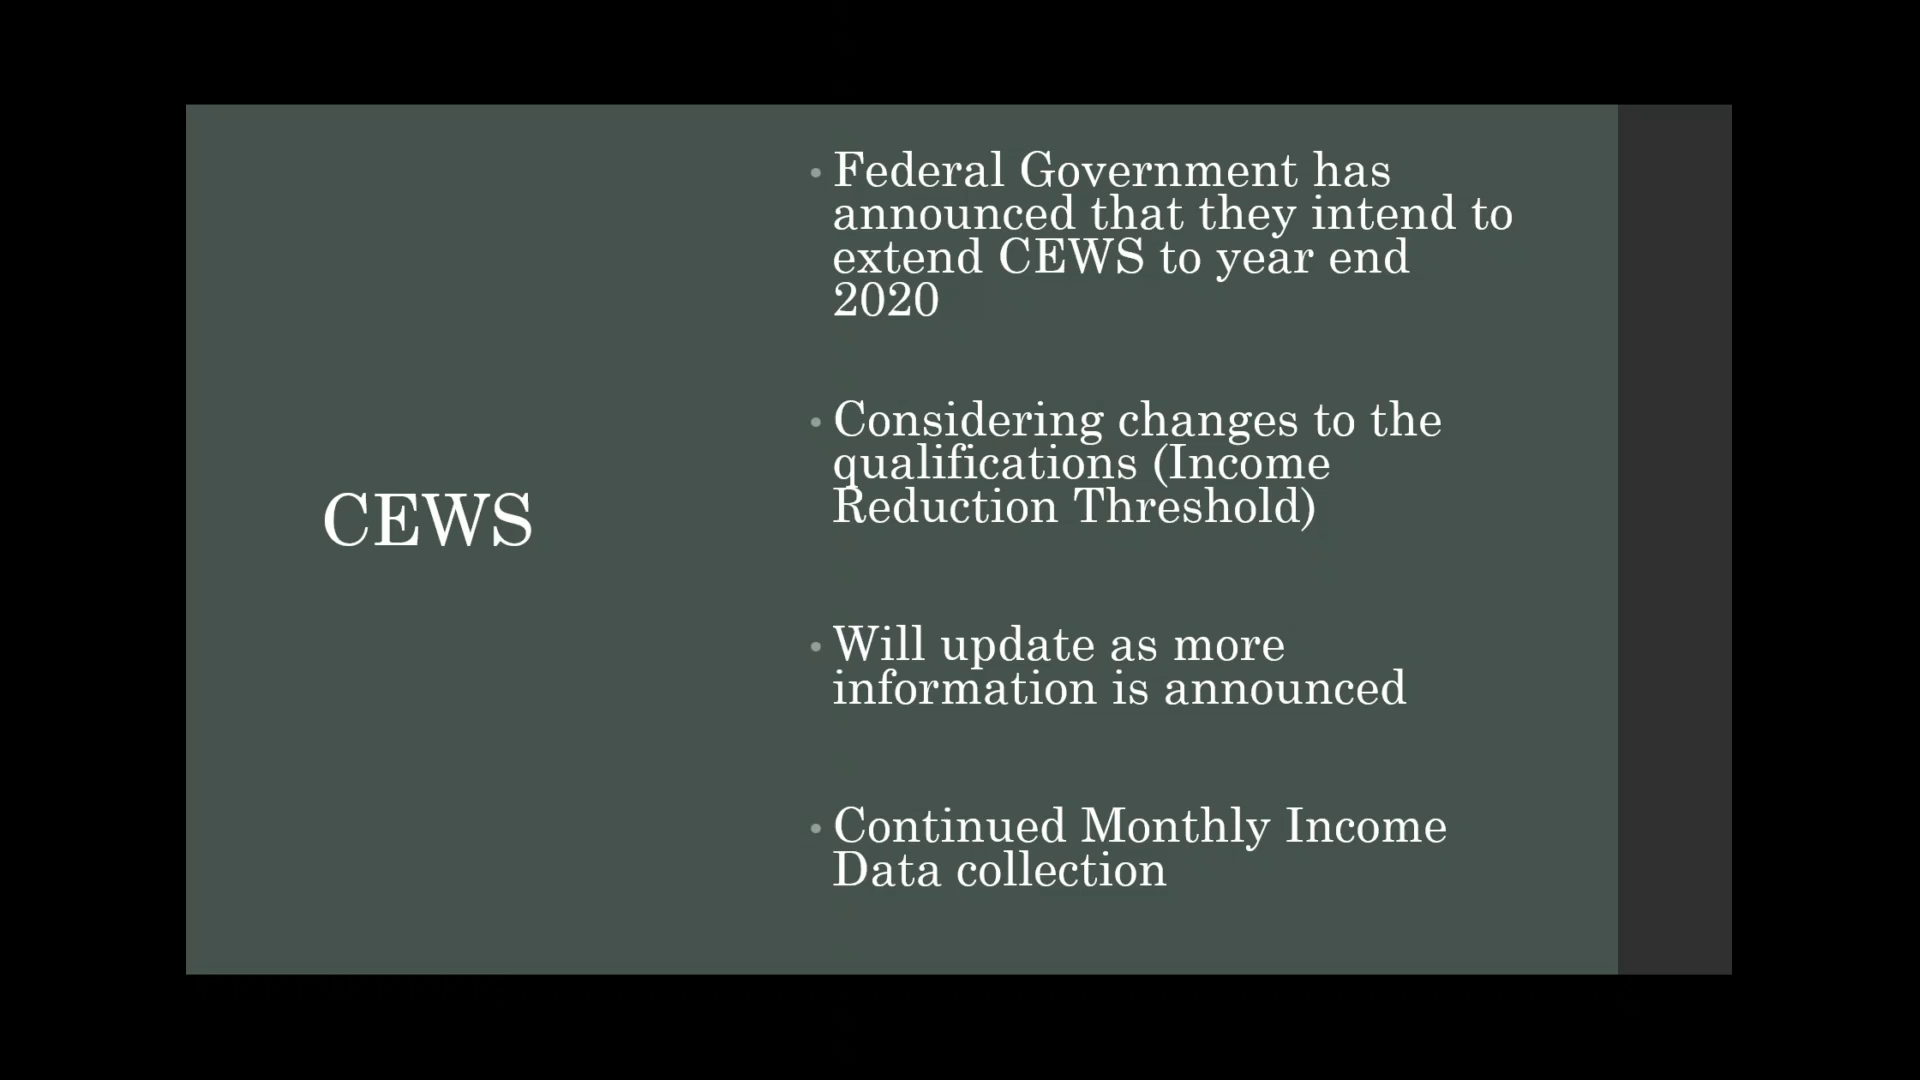 CEWS
• Federal Government has
announced that they intend to
extend CEWS to year end
2020
• Considering changes to the
qualifications (Income
Reduction Threshold)
• Will update as more
information is announced
• Continued Monthly Income
Data collection